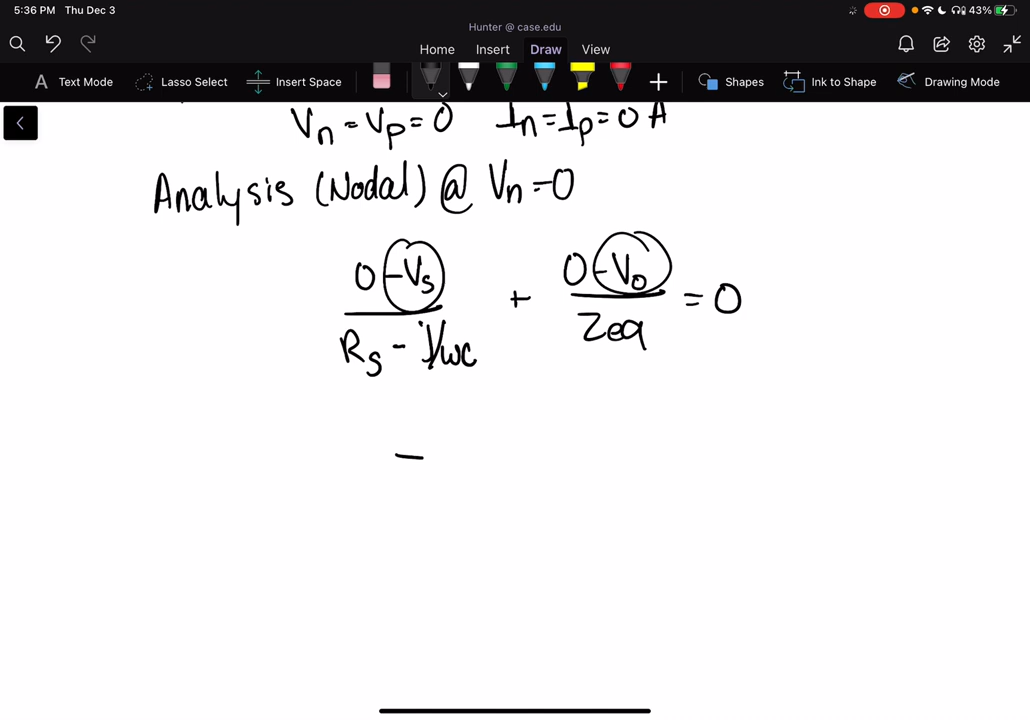 5:36 PM Thu Dec 3 43%
Hunter @ case.edu
Home Insert Draw View
Text Mode Lasso Select Insert Space Shapes Ink to Shape Drawing Mode
Vn = Vp = 0 In = Ip = 0 A
Analysis (Nodal) @ Vn = 0
0 - Vs / Rs - j/wc + 0 - Vo / Zeq = 0
-